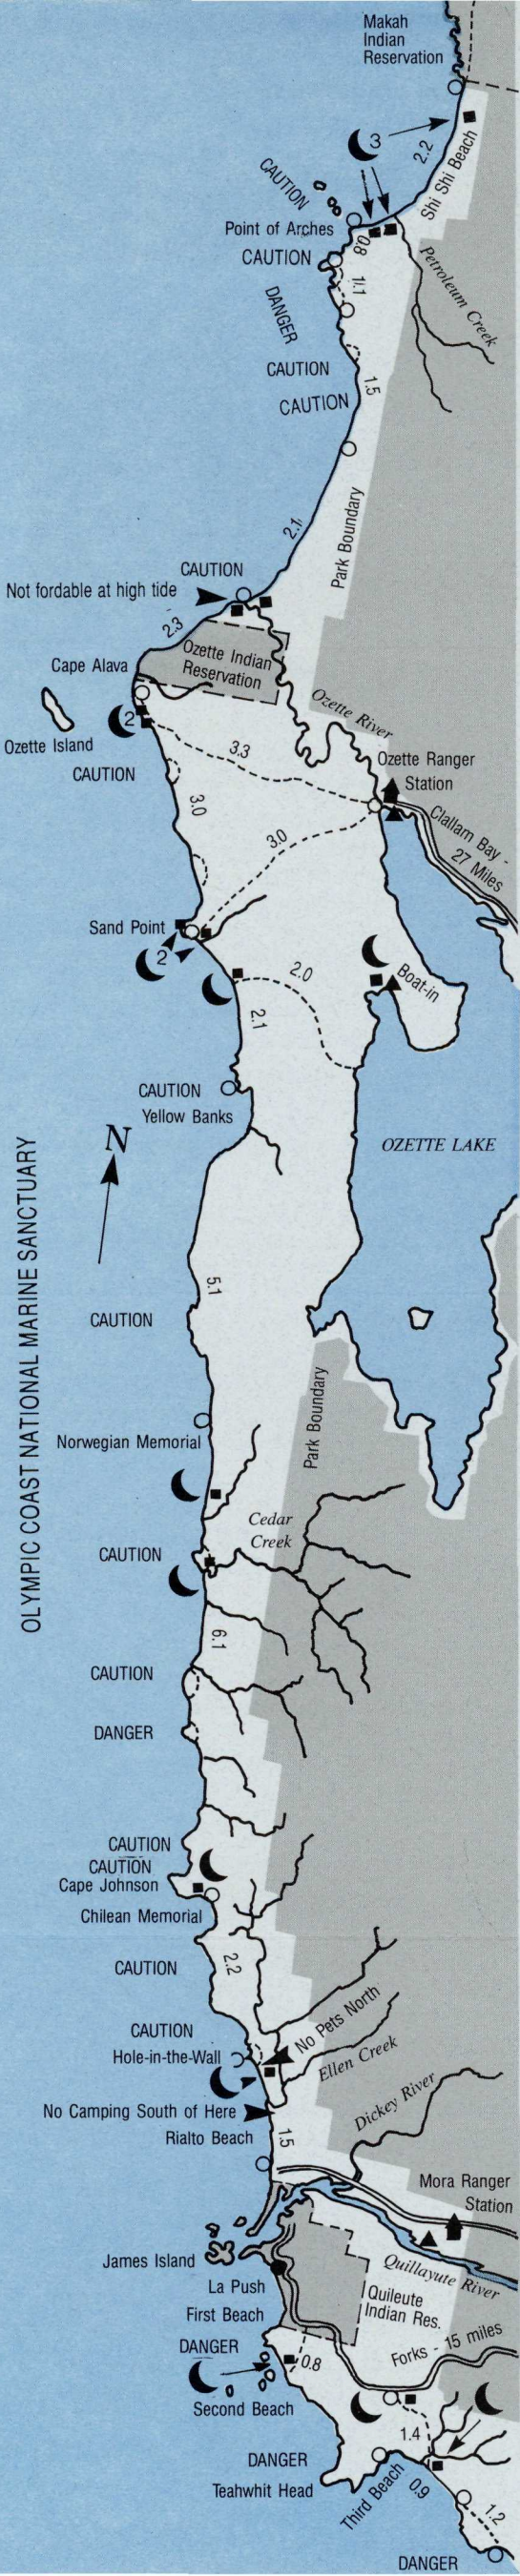 Makah
Indian
Reservation
3
2.2
Shi Shi Beach
CAUTION
Point of Arches
0.8
CAUTION
1.1
Petroleum Creek
DANGER
CAUTION
1.5
CAUTION
Park Boundary
2.1
CAUTION
Not fordable at high tide
2.3
Ozette Indian
Reservation
Cape Alava
Ozette River
2
Ozette Island
3.3
Ozette Ranger
Station
CAUTION
3.0
Clallam Bay -
27 Miles
3.0
Sand Point
2
2.0
Boat-in
2.1
CAUTION
Yellow Banks
N
OZETTE LAKE
OLYMPIC COAST NATIONAL MARINE SANCTUARY
5.1
CAUTION
Park Boundary
Norwegian Memorial
Cedar
Creek
CAUTION
6.1
CAUTION
DANGER
CAUTION
CAUTION
Cape Johnson
Chilean Memorial
2.2
CAUTION
No Pets North
CAUTION
Hole-in-the-Wall
Ellen Creek
No Camping South of Here
Dickey River
1.5
Rialto Beach
Mora Ranger
Station
James Island
Quillayute River
La Push
Quileute
Indian Res.
First Beach
DANGER
Forks - 15 miles
0.8
Second Beach
1.4
DANGER
Teahwhit Head
Third Beach
0.9
1.2
DANGER